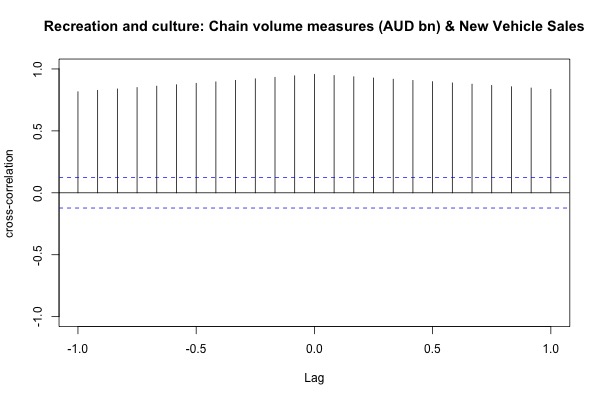 Recreation and culture: Chain volume measures (AUD bn) & New Vehicle Sales
1.0
0.5
0.0
-0.5
-1.0
cross-correlation
-1.0 -0.5 0.0 0.5 1.0
Lag